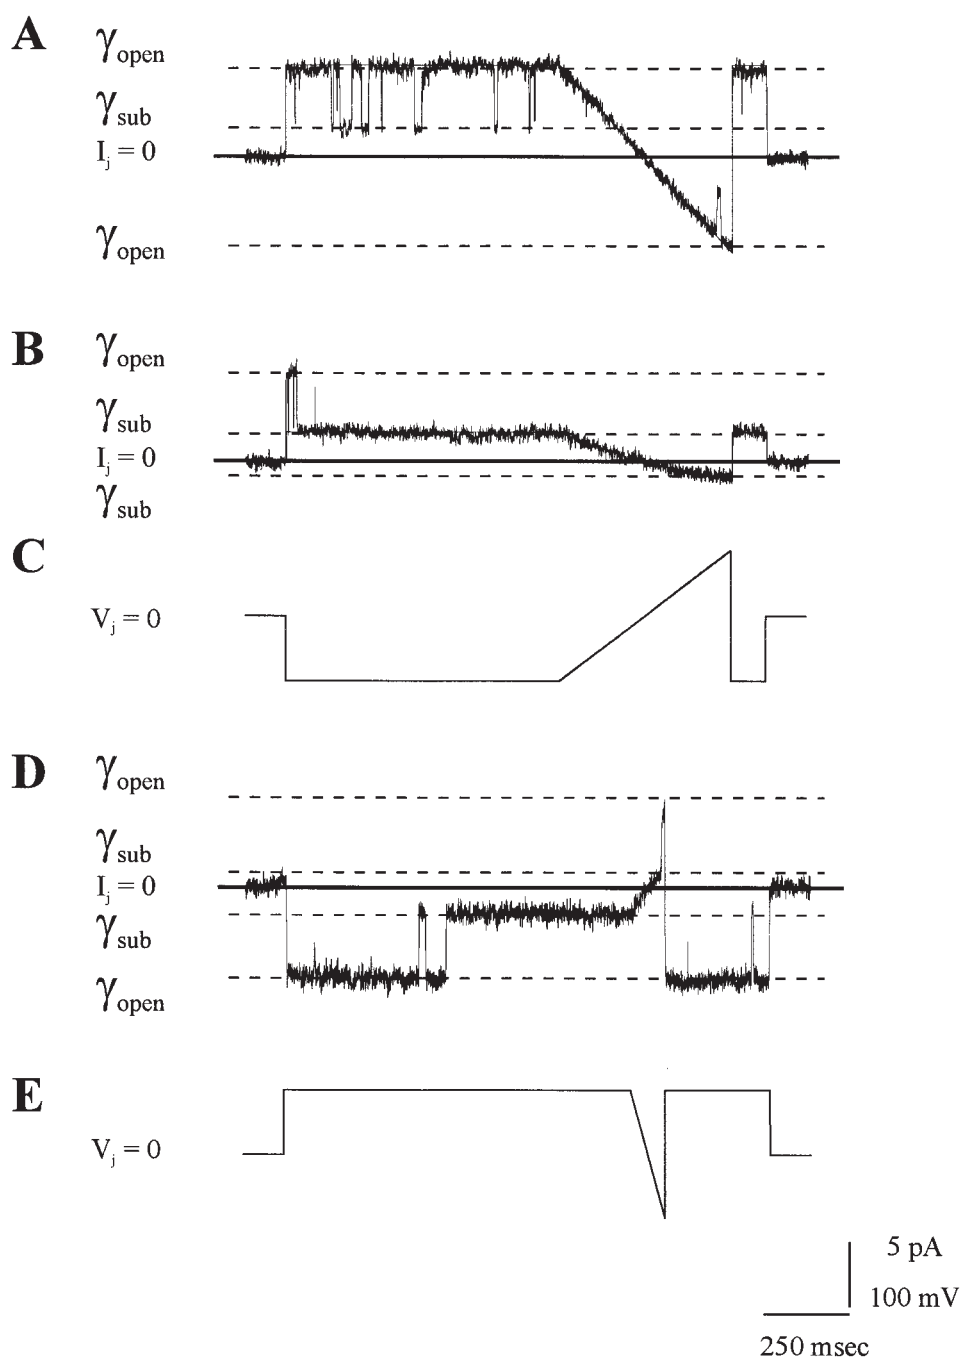 A
γopen
γsub
Ij = 0
γopen
B
γopen
γsub
Ij = 0
γsub
C
Vj = 0
D
γopen
γsub
Ij = 0
γsub
γopen
E
Vj = 0
5 pA
100 mV
250 msec